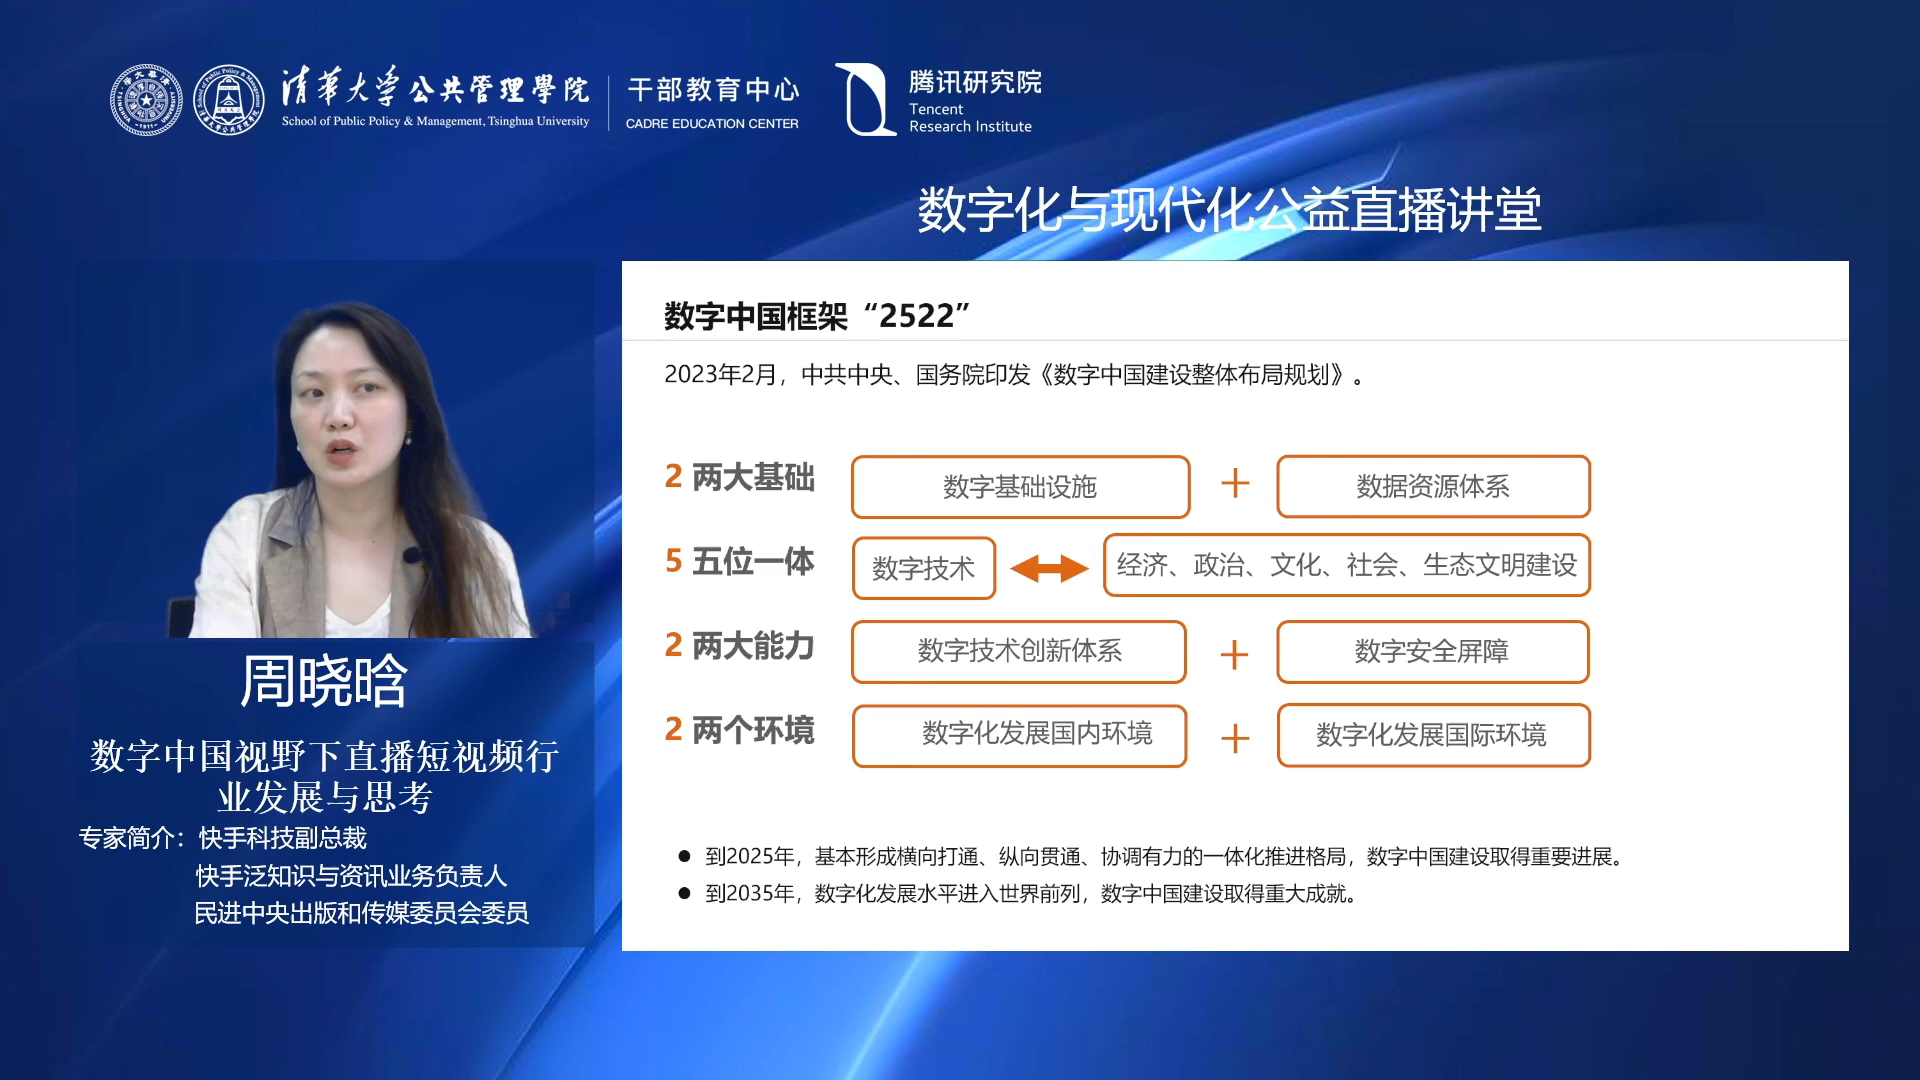 清華大学公共管理學院
School of Public Policy & Management, Tsinghua University
干部教育中心
CADRE EDUCATION CENTER
腾讯研究院
Tencent
Research Institute
数字化与现代化公益直播讲堂
数字中国框架“2522”
2023年2月，中共中央、国务院印发《数字中国建设整体布局规划》。
2 两大基础 数字基础设施 + 数据资源体系
5 五位一体 数字技术 经济、政治、文化、社会、生态文明建设
2 两大能力 数字技术创新体系 + 数字安全屏障
2 两个环境 数字化发展国内环境 + 数字化发展国际环境
● 到2025年，基本形成横向打通、纵向贯通、协调有力的一体化推进格局，数字中国建设取得重要进展。
● 到2035年，数字化发展水平进入世界前列，数字中国建设取得重大成就。
周晓晗
数字中国视野下直播短视频行
业发展与思考
专家简介：快手科技副总裁
快手泛知识与资讯业务负责人
民进中央出版和传媒委员会委员